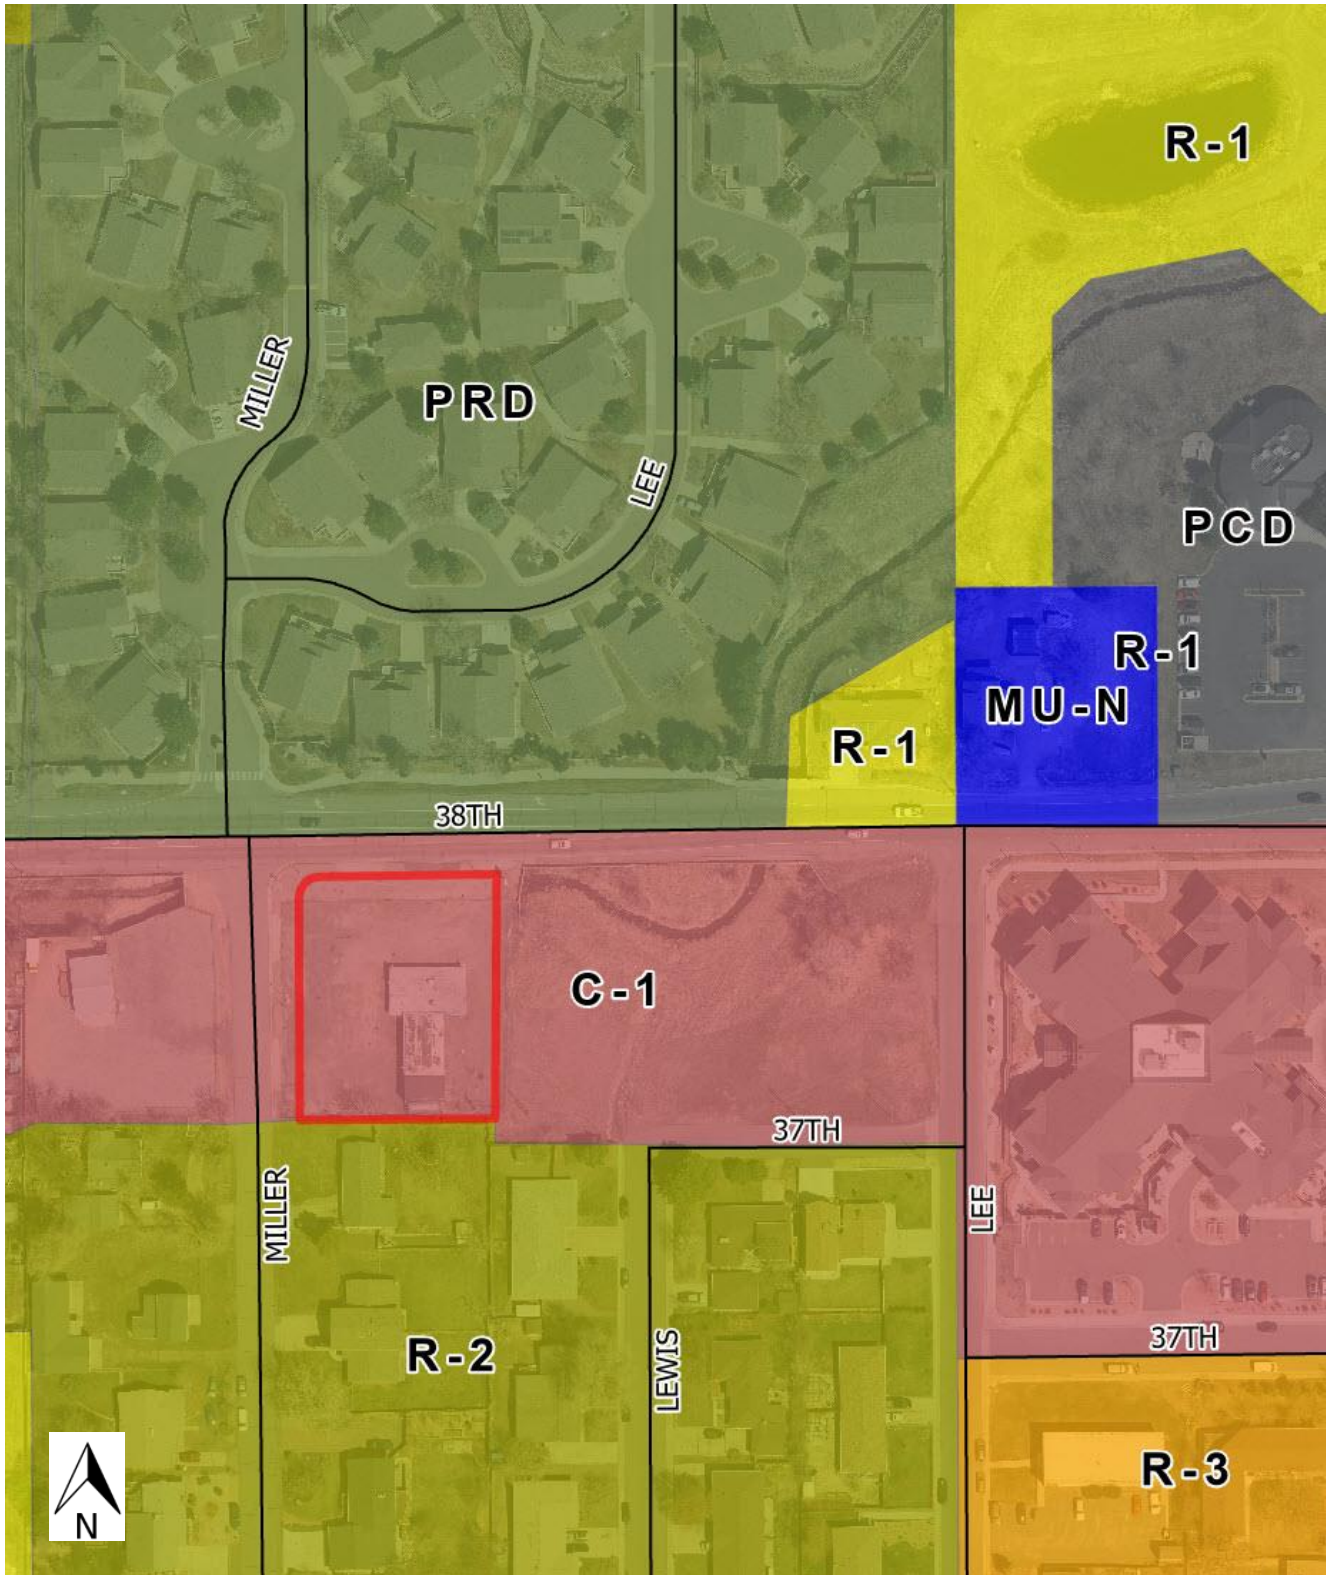 R-1
MILLER
PRD
LEE
PCD
R-1
MU-N
R-1
38TH
C-1
37TH
MILLER
LEE
37TH
R-2
LEWIS
R-3
N